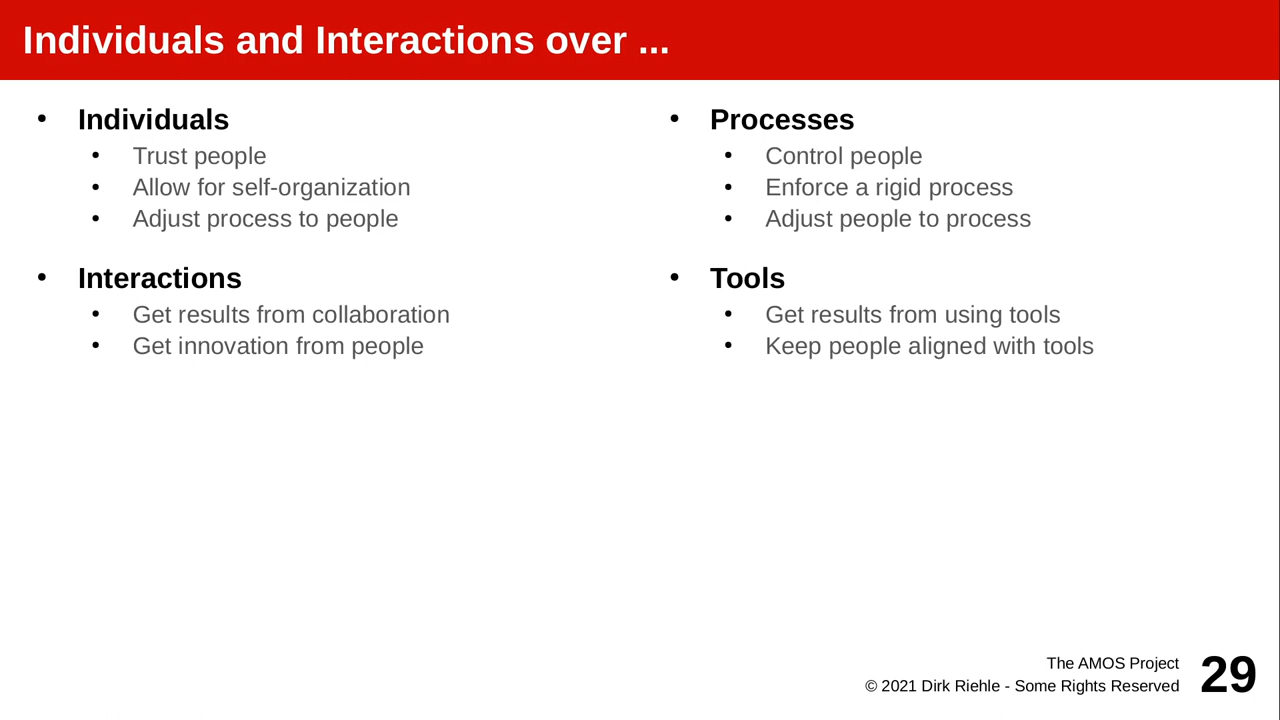 Individuals and Interactions over ...
• Individuals
• Trust people
• Allow for self-organization
• Adjust process to people
• Interactions
• Get results from collaboration
• Get innovation from people
• Processes
• Control people
• Enforce a rigid process
• Adjust people to process
• Tools
• Get results from using tools
• Keep people aligned with tools
The AMOS Project
© 2021 Dirk Riehle - Some Rights Reserved
29